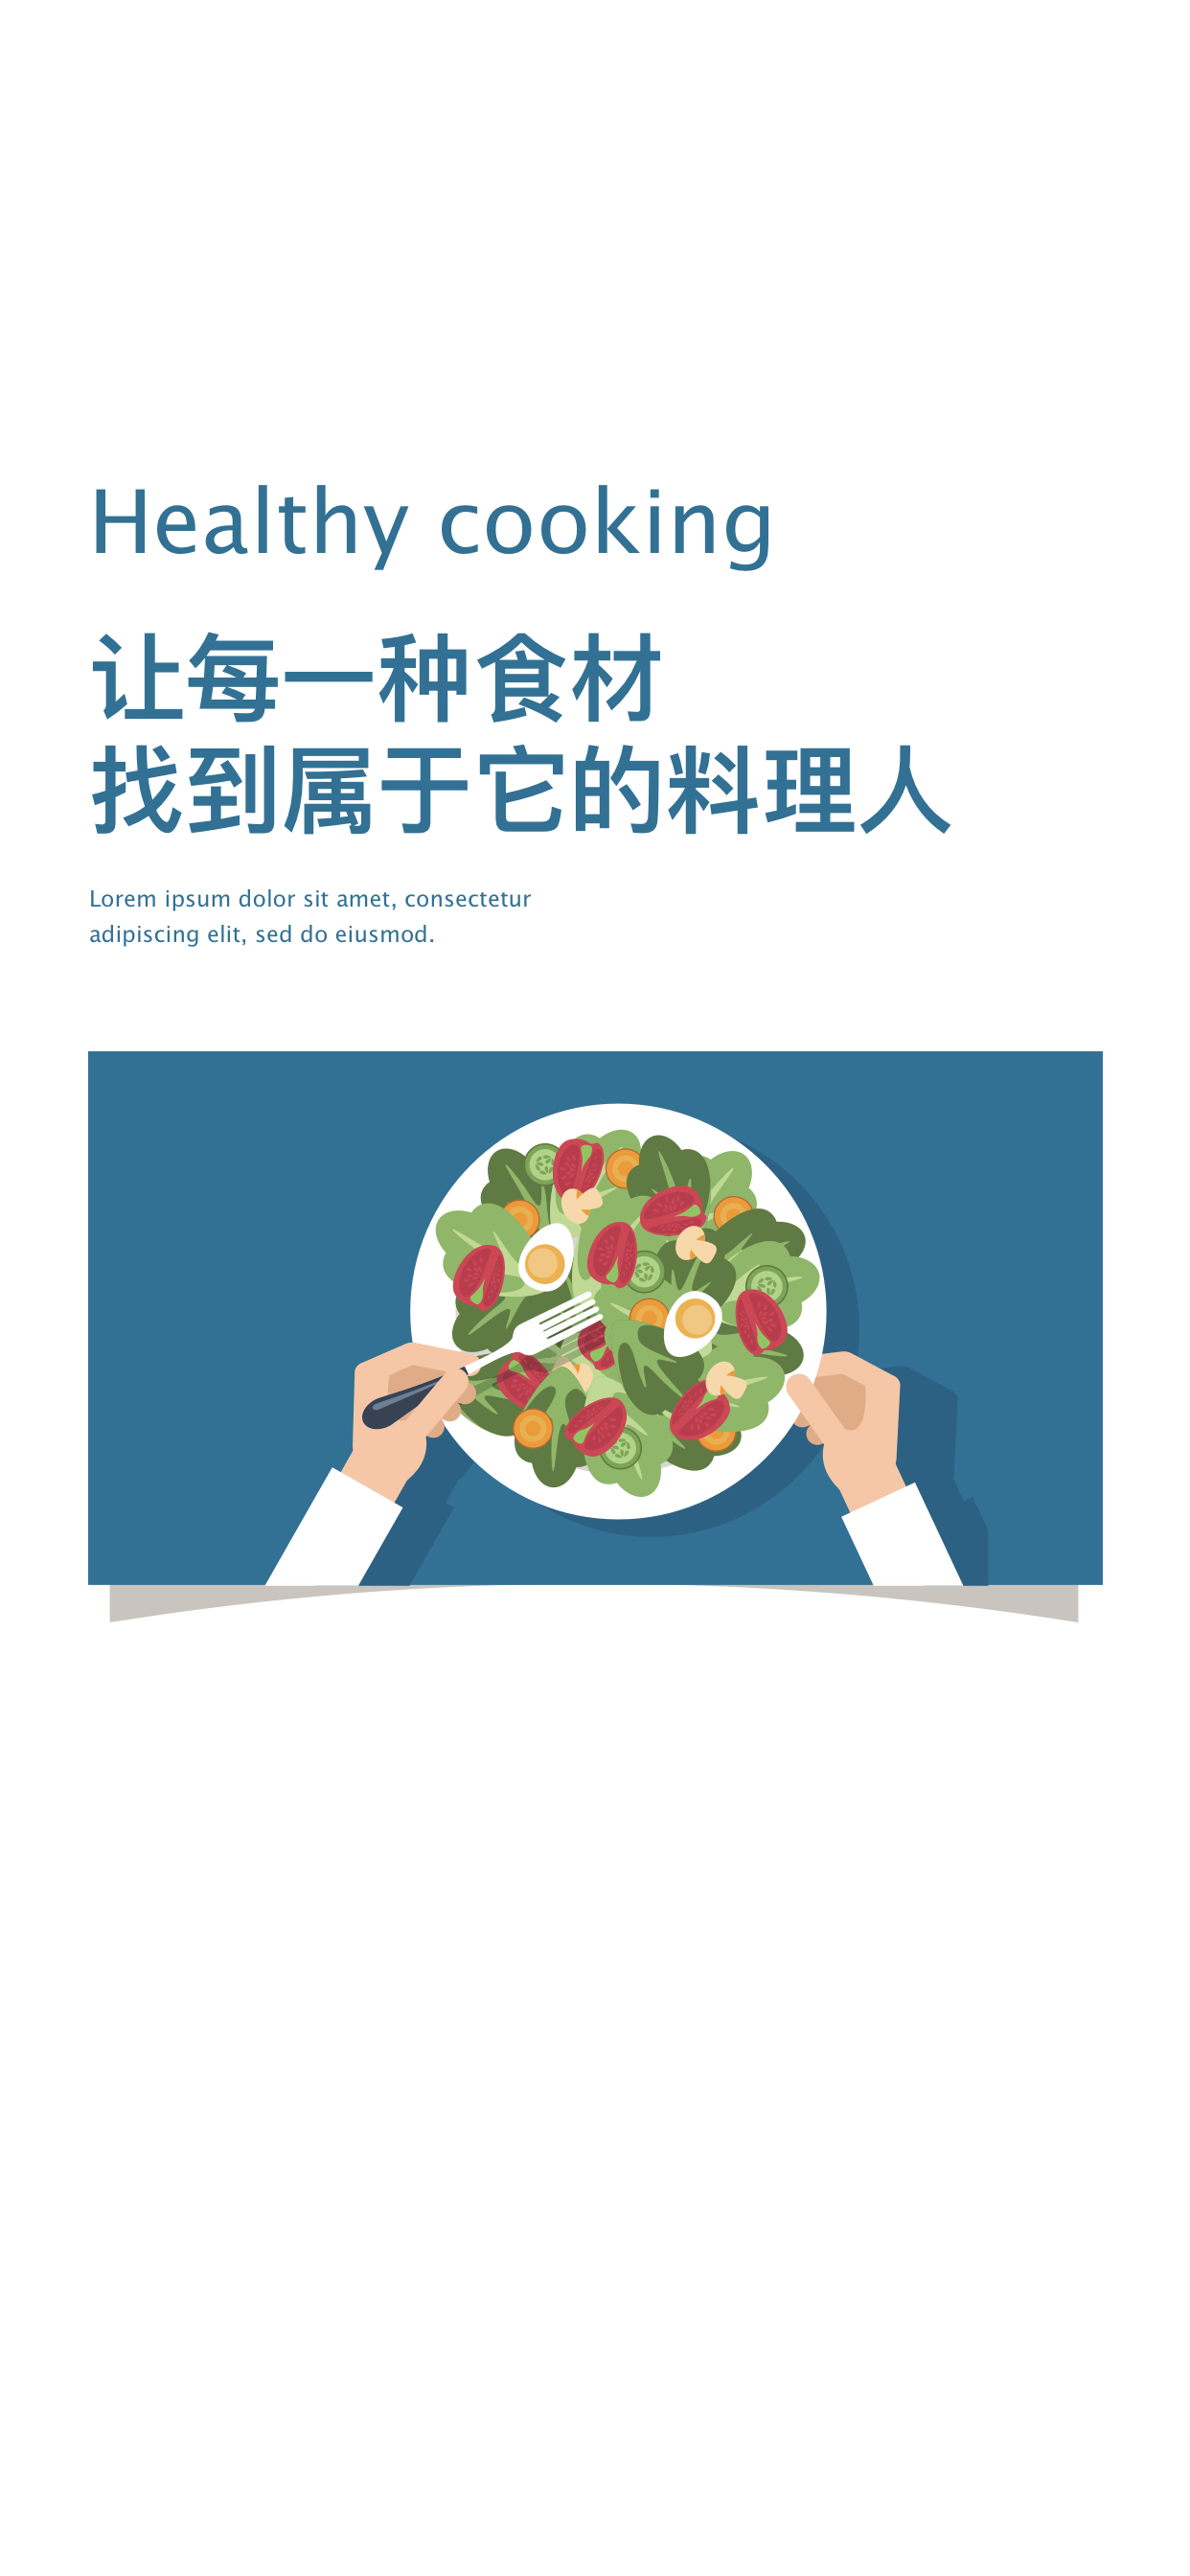 Healthy cooking
让每一种食材
找到属于它的料理人
Lorem ipsum dolor sit amet, consectetur
adipiscing elit, sed do eiusmod.